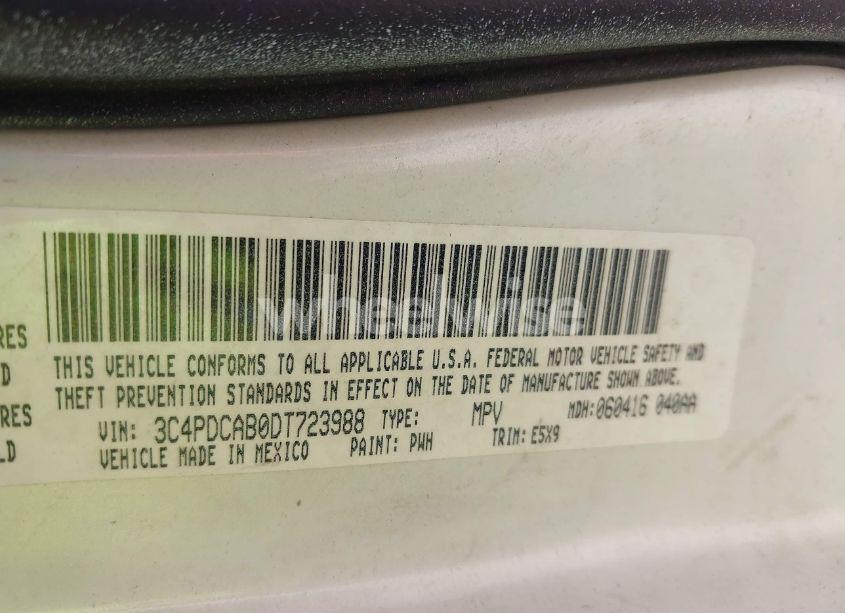 RES
D
RES
LD
wheelwise
THIS VEHICLE CONFORMS TO ALL APPLICABLE U.S.A. FEDERAL MOTOR VEHICLE SAFETY AND
THEFT PREVENTION STANDARDS IN EFFECT ON THE DATE OF MANUFACTURE SHOWN ABOVE.
VIN: 3C4PDCAB0DT723988 TYPE: MPV MDH:060416 040AA
VEHICLE MADE IN MEXICO PAINT: PWH TRIM: E5X9